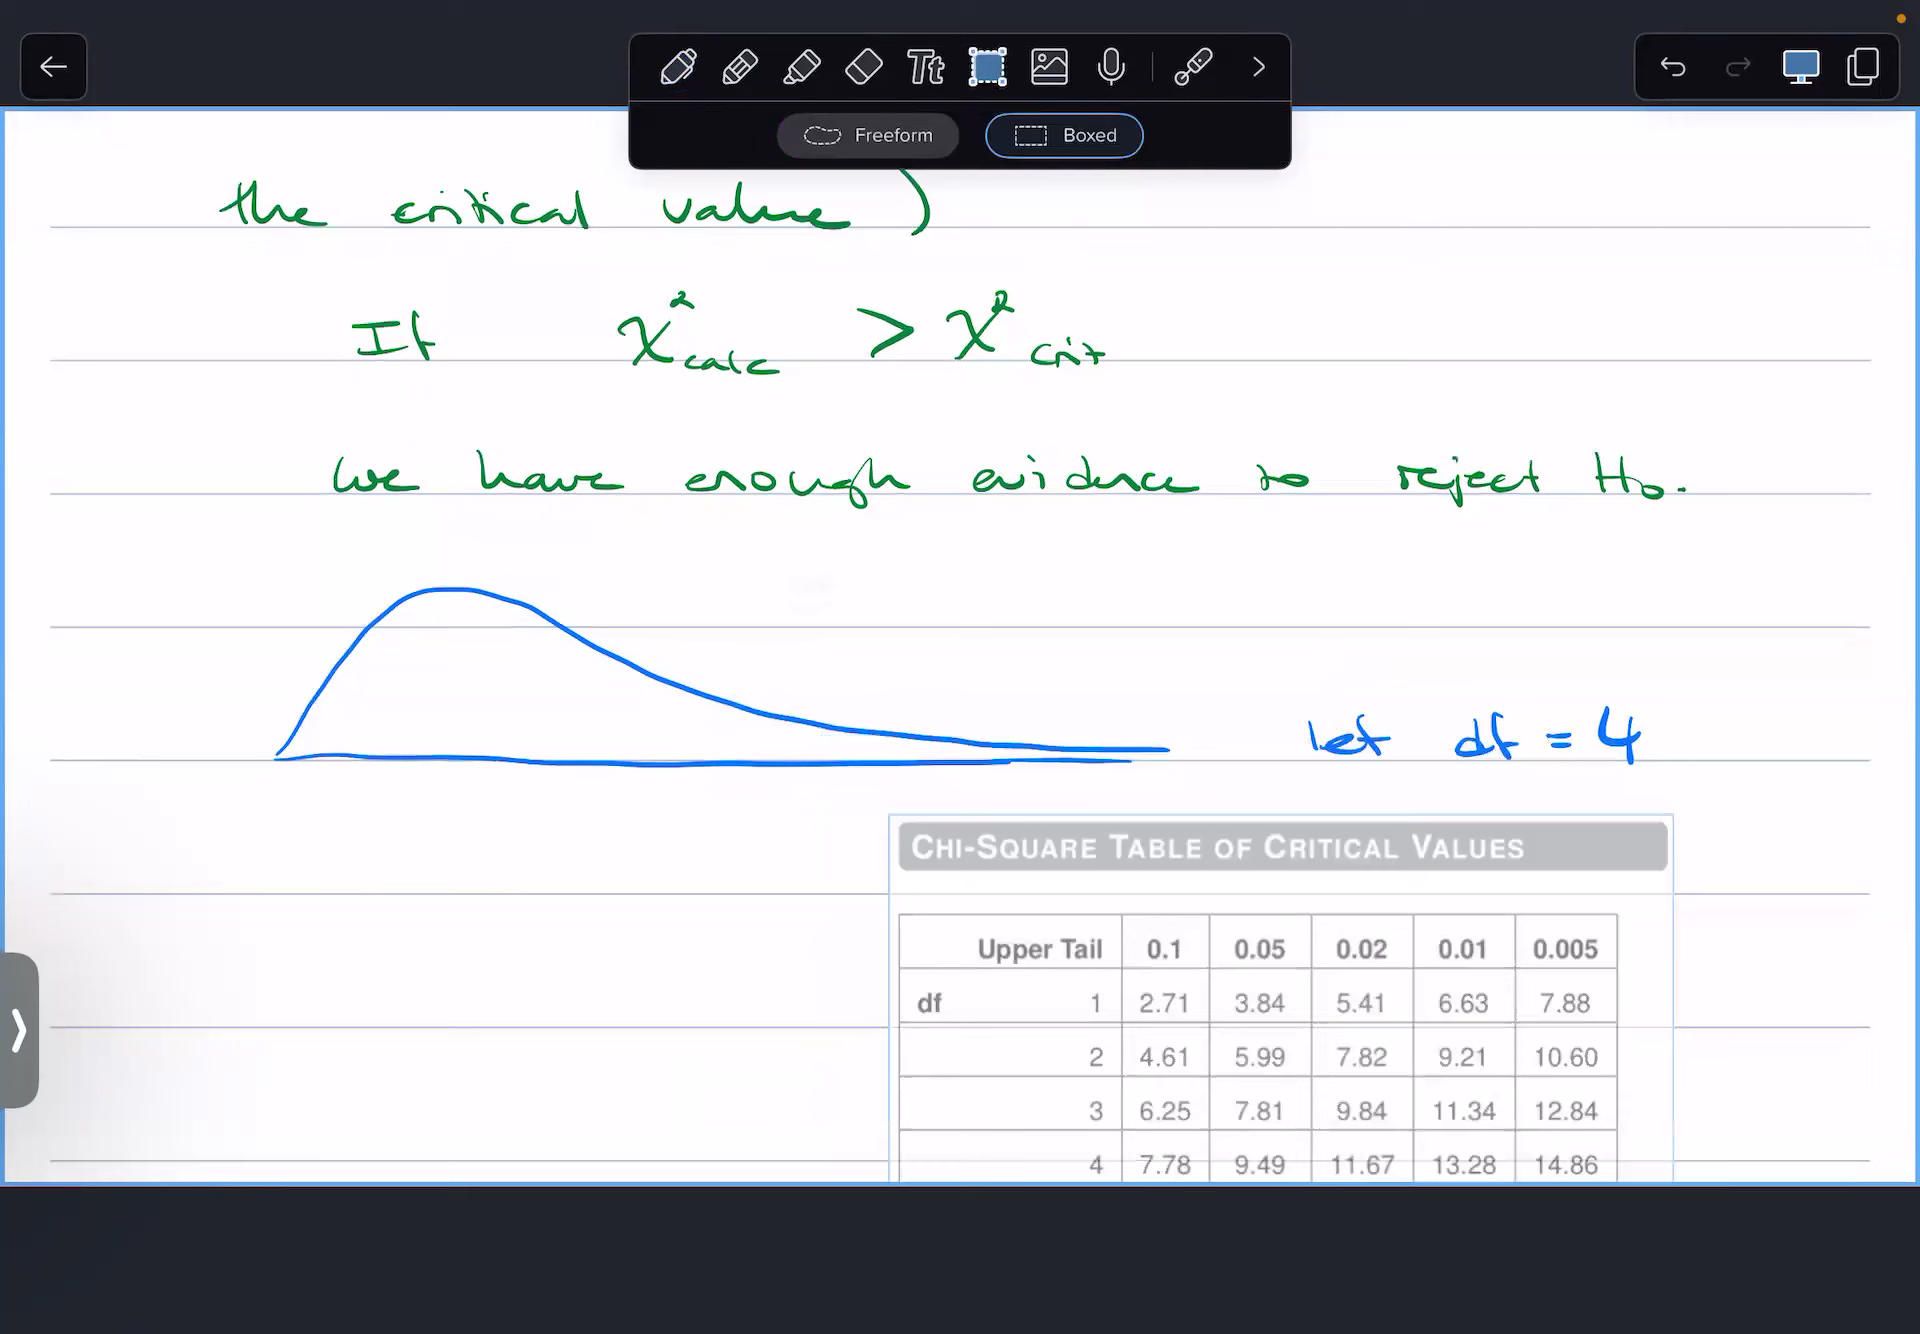 Freeform Boxed
the critical value )
If χ²calc > χ²crit
we have enough evidence to reject Ho.
let df = 4
CHI-SQUARE TABLE OF CRITICAL VALUES
Upper Tail 0.1 0.05 0.02 0.01 0.005
df 1 2.71 3.84 5.41 6.63 7.88
2 4.61 5.99 7.82 9.21 10.60
3 6.25 7.81 9.84 11.34 12.84
4 7.78 9.49 11.67 13.28 14.86